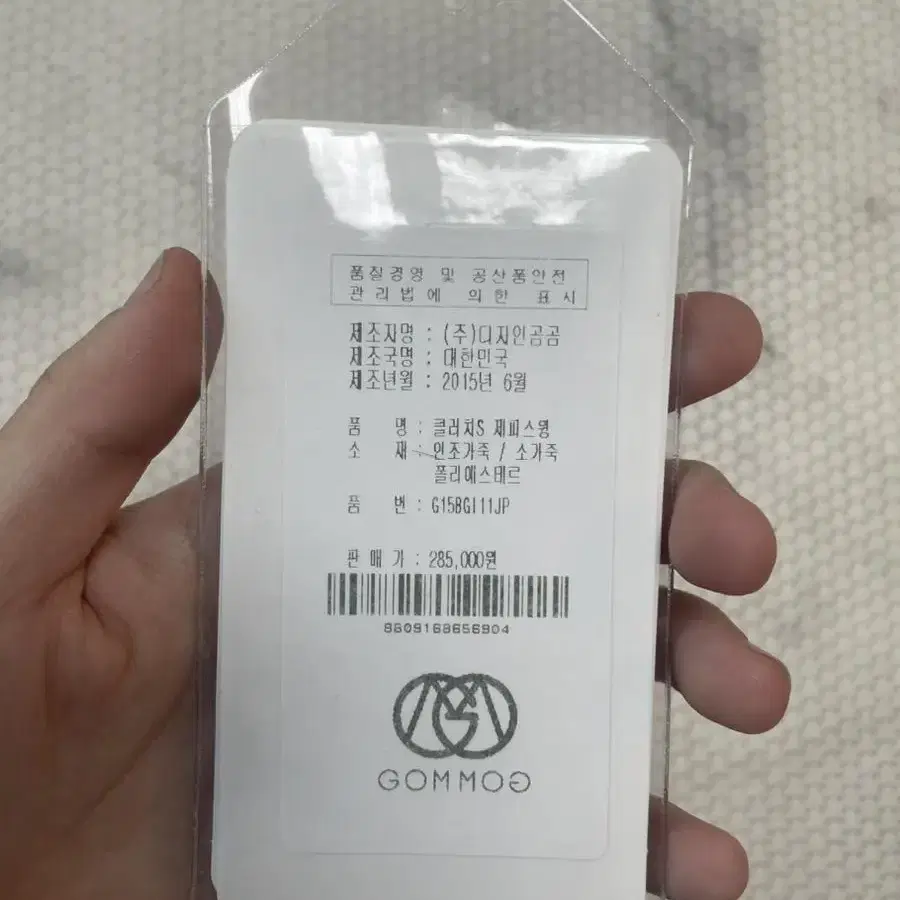 품질경영 및 공산품안전
관리법에 의한 표시
제조자명 : (주)디자인곰곰
제조국명 : 대한민국
제조년월 : 2015년 6월
품 명 : 클러치S 제피스윙
소 재 : 인조가죽 / 소가죽
폴리에스테르
품 번 : G15BGI11JP
판 매 가 : 285,000원
8809168656904
GOMMOG